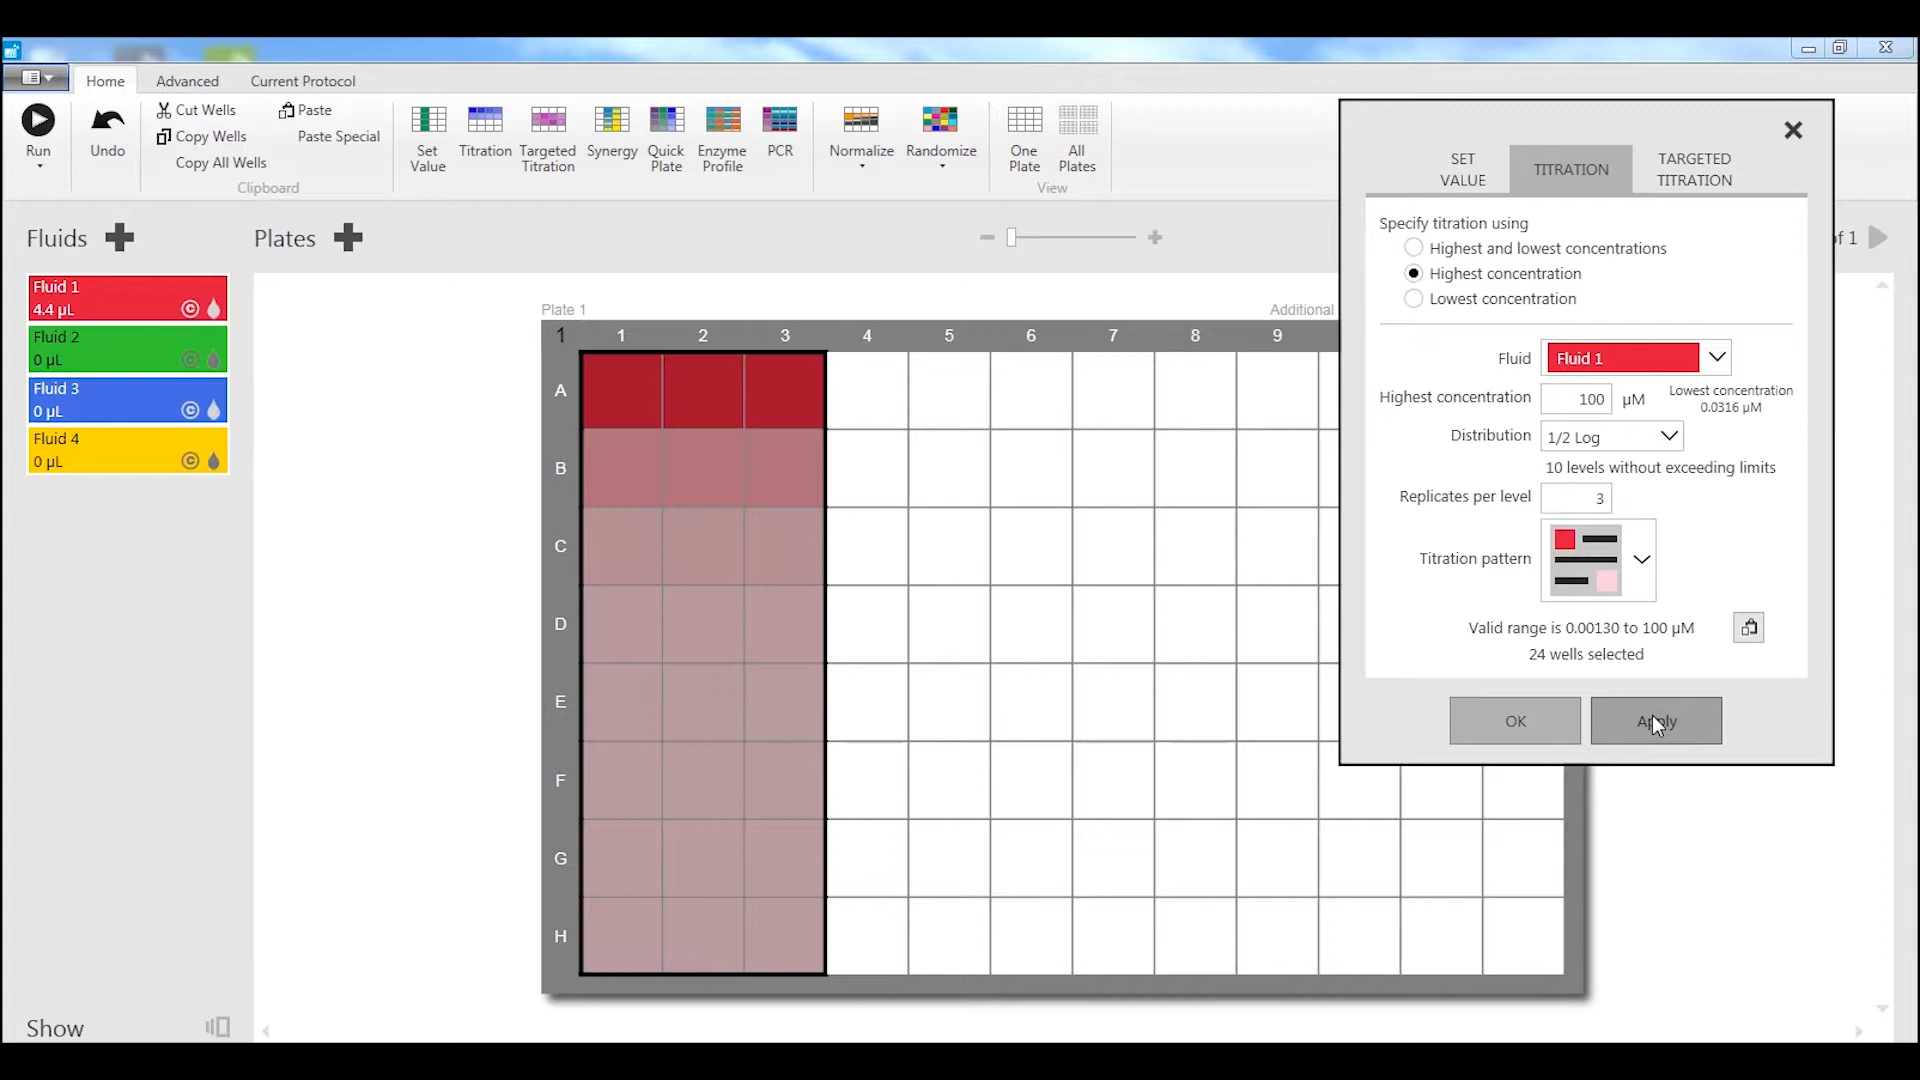 Home
Advanced
Current Protocol
Run
Undo
Cut Wells
Copy Wells
Copy All Wells
Paste
Paste Special
Clipboard
Set
Value
Titration
Targeted
Titration
Synergy
Quick
Plate
Enzyme
Profile
PCR
Normalize
Randomize
One
Plate
All
Plates
View
Fluids
Plates
of 1
Fluid 1
4.4 µL
Fluid 2
0 µL
Fluid 3
0 µL
Fluid 4
0 µL
Show
Plate 1
Additional
1 1 2 3 4 5 6 7 8 9
A
B
C
D
E
F
G
H
SET
VALUE
TITRATION
TARGETED
TITRATION
Specify titration using
Highest and lowest concentrations
Highest concentration
Lowest concentration
Fluid Fluid 1
Highest concentration 100 µM
Lowest concentration
0.0316 µM
Distribution 1/2 Log
10 levels without exceeding limits
Replicates per level 3
Titration pattern
Valid range is 0.00130 to 100 µM
24 wells selected
OK
Apply